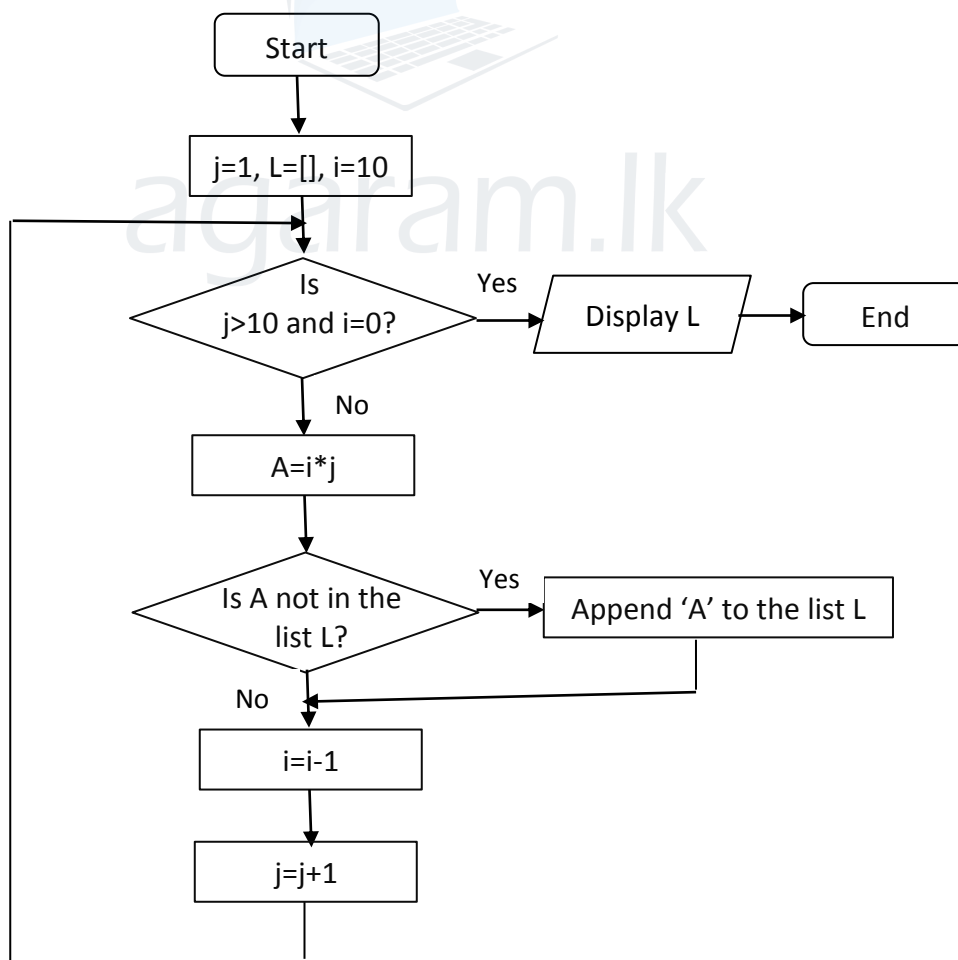 Start
j=1, L=[], i=10
agaram.lk
Is
j>10 and i=0?
Yes
Display L
End
No
A=i*j
Is A not in the
list L?
Yes
Append ‘A’ to the list L
No
i=i-1
j=j+1